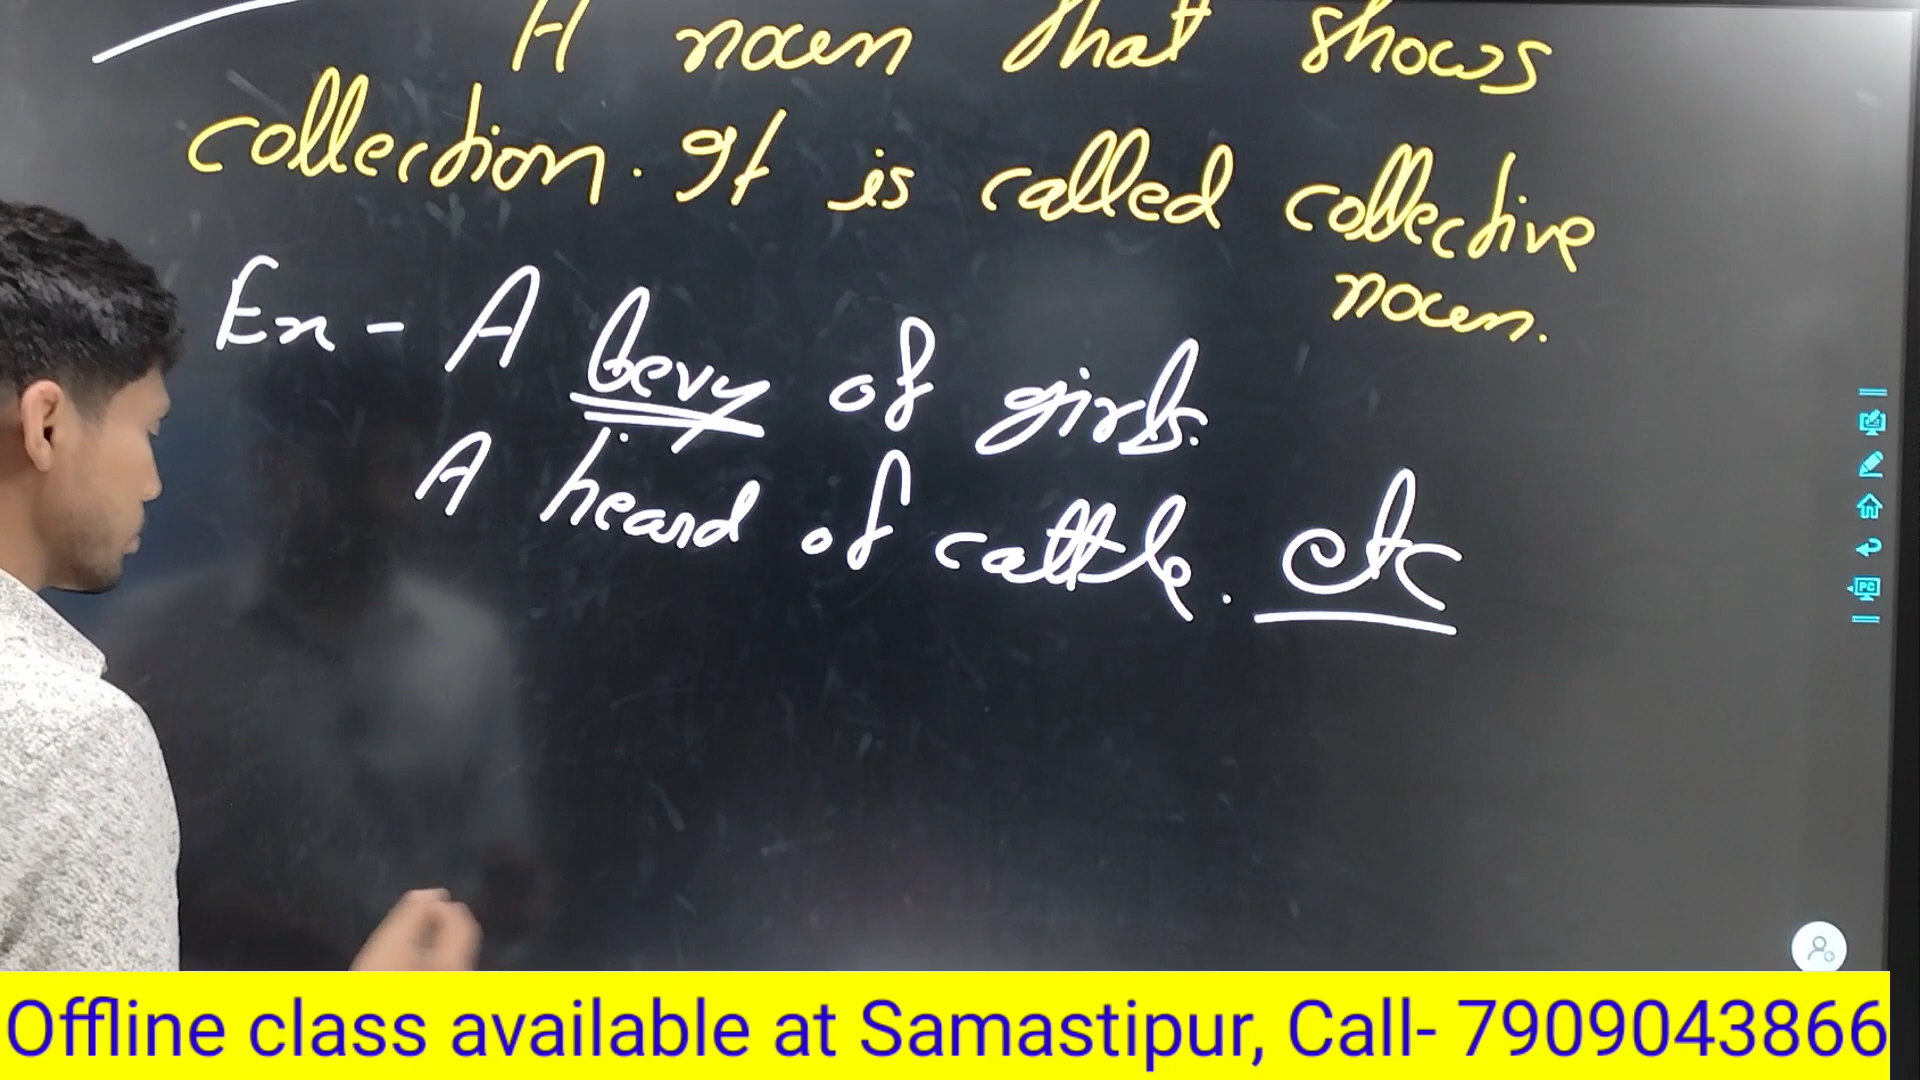 A noun that shows
collection. It is called collective
noun.
Ex - A bevy of girls.
A heard of cattle. etc
PC
Offline class available at Samastipur, Call- 7909043866